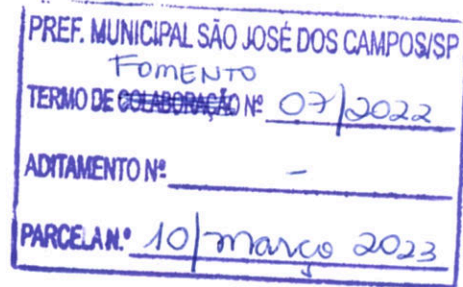 PREF. MUNICIPAL SÃO JOSÉ DOS CAMPOS/SP
FOMENTO
TERMO DE COLABORAÇÃO Nº 07/2022
ADITAMENTO Nº -
PARCELA N.º 10/março 2023